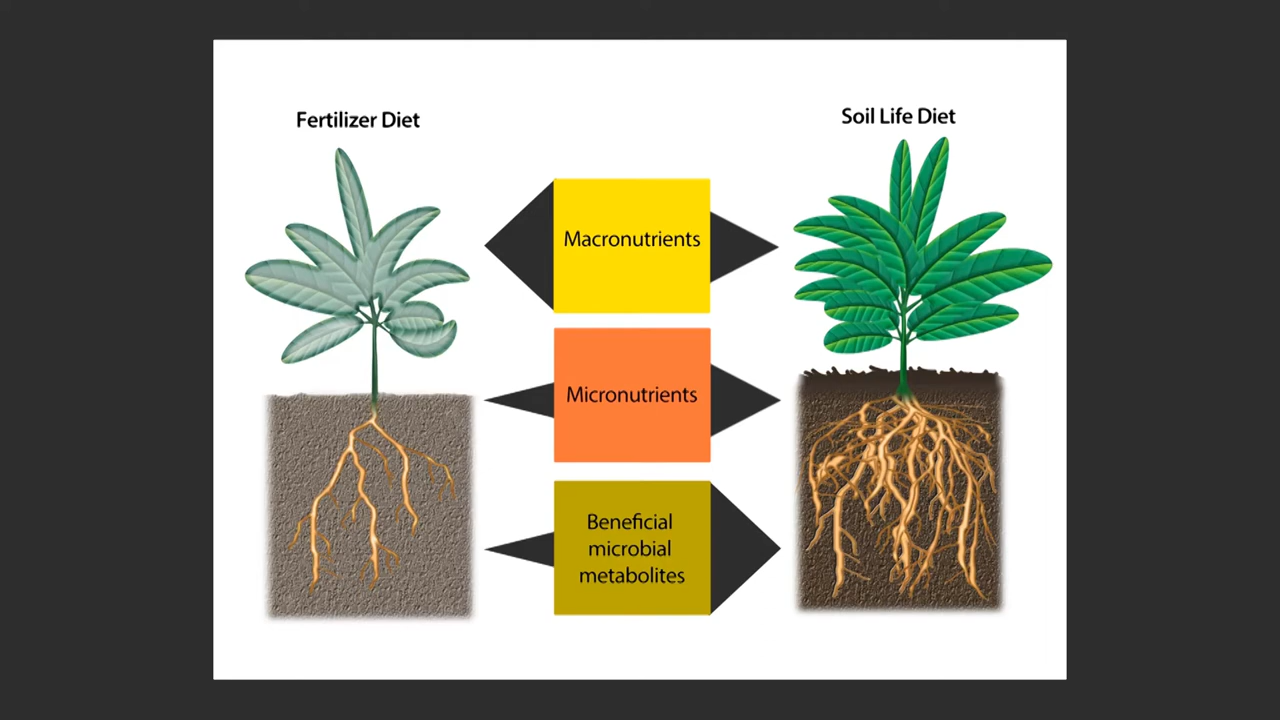 Fertilizer Diet
Soil Life Diet
Macronutrients
Micronutrients
Beneficial
microbial
metabolites